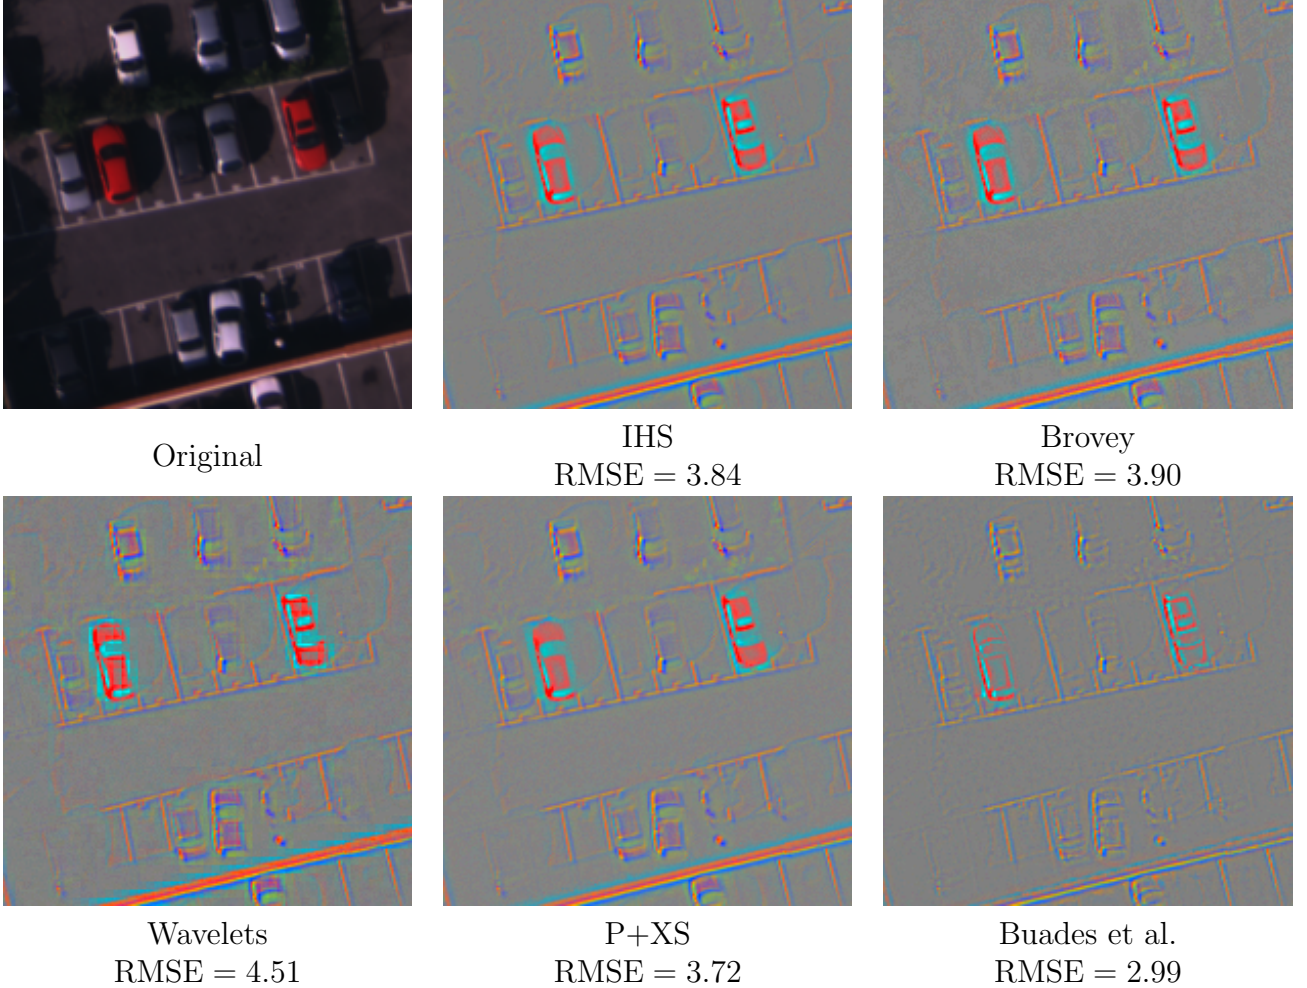 Original
IHS
RMSE = 3.84
Brovey
RMSE = 3.90
Wavelets
RMSE = 4.51
P+XS
RMSE = 3.72
Buades et al.
RMSE = 2.99